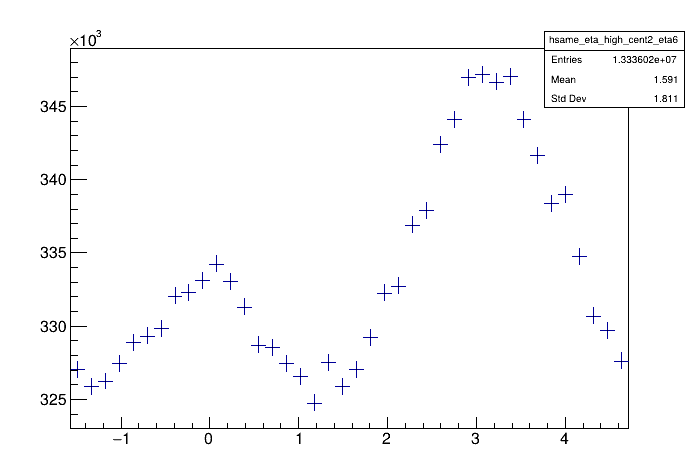 ×10³
hsame_eta_high_cent2_eta6
Entries 1.333602e+07
Mean 1.591
Std Dev 1.811
345
340
335
330
325
−1 0 1 2 3 4